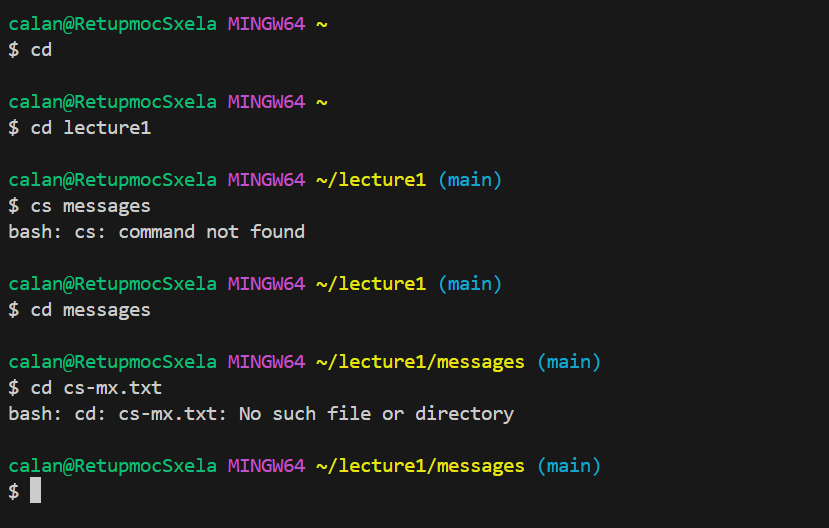 calan@RetupmocSxela MINGW64 ~
$ cd
calan@RetupmocSxela MINGW64 ~
$ cd lecture1
calan@RetupmocSxela MINGW64 ~/lecture1 (main)
$ cs messages
bash: cs: command not found
calan@RetupmocSxela MINGW64 ~/lecture1 (main)
$ cd messages
calan@RetupmocSxela MINGW64 ~/lecture1/messages (main)
$ cd cs-mx.txt
bash: cd: cs-mx.txt: No such file or directory
calan@RetupmocSxela MINGW64 ~/lecture1/messages (main)
$